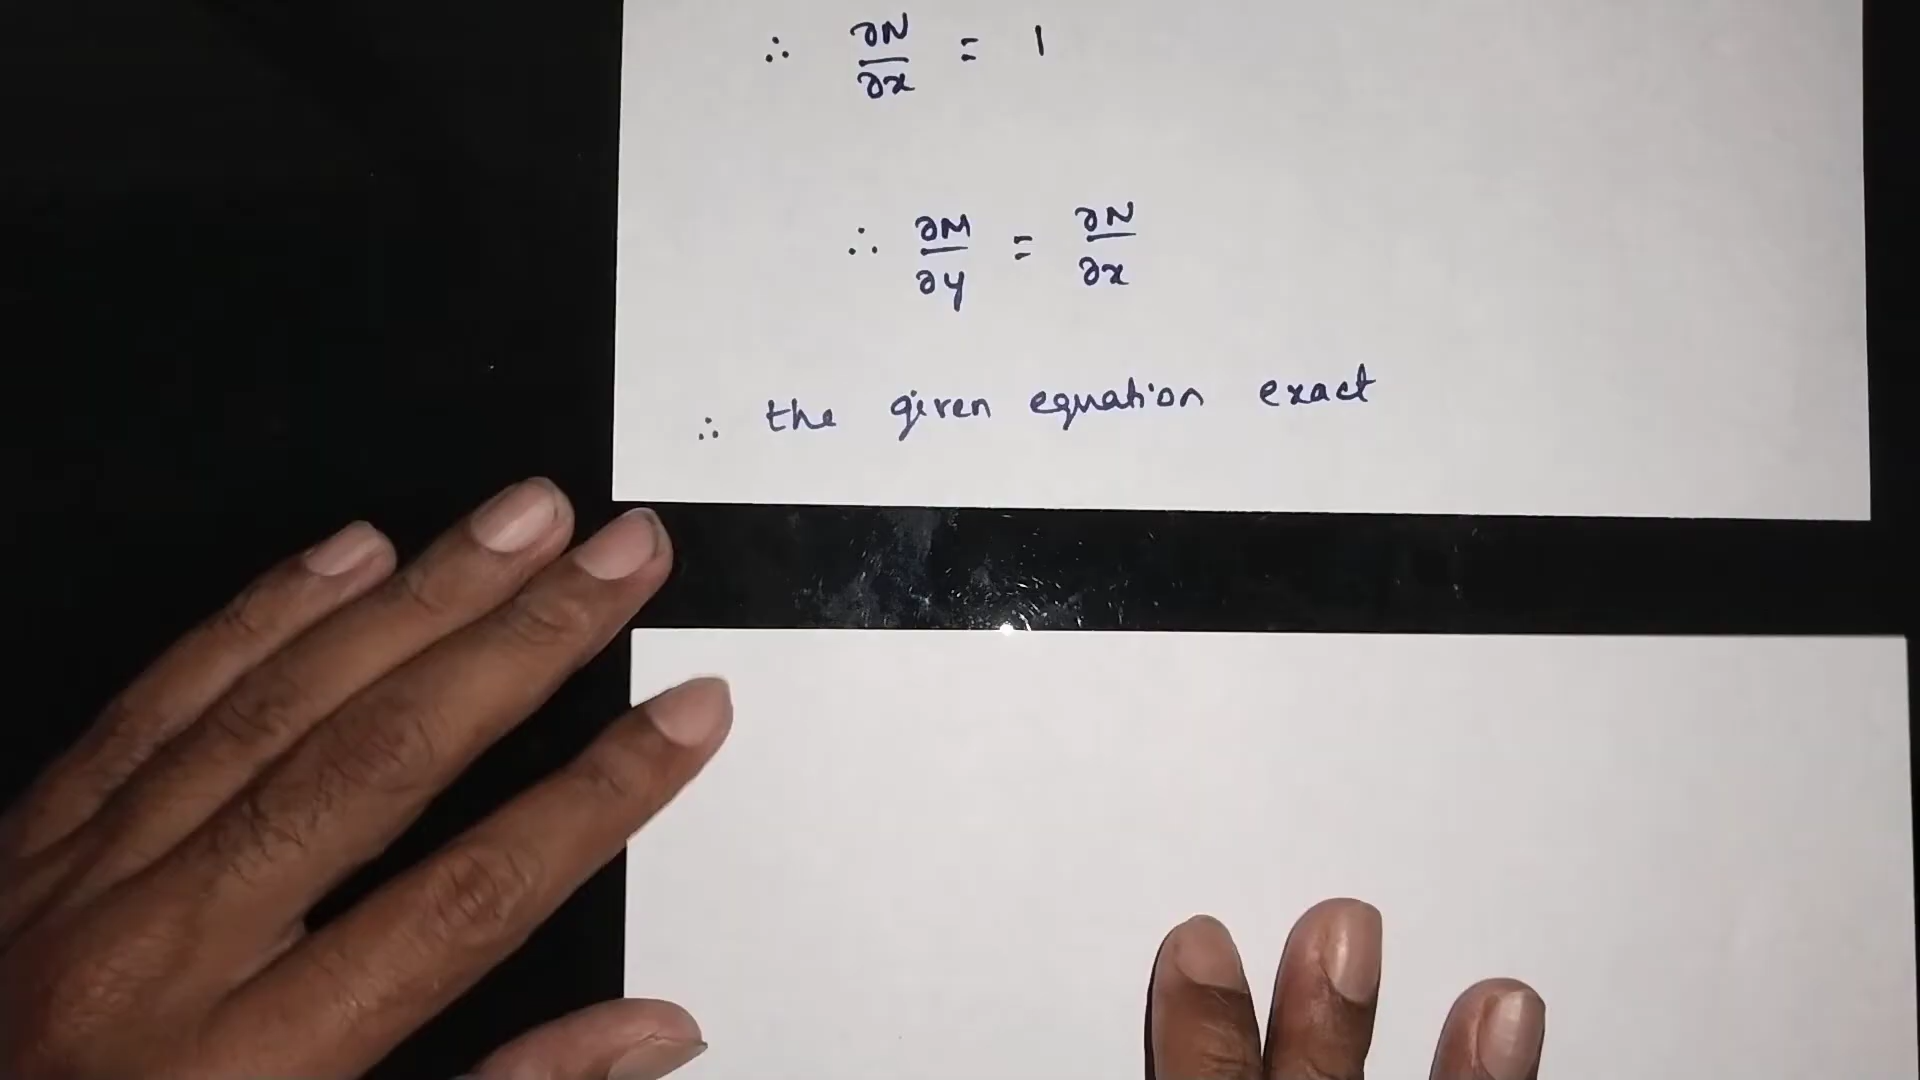 ∴ ∂N/∂x = 1
∴ ∂M/∂y = ∂N/∂x
∴ the given equation exact